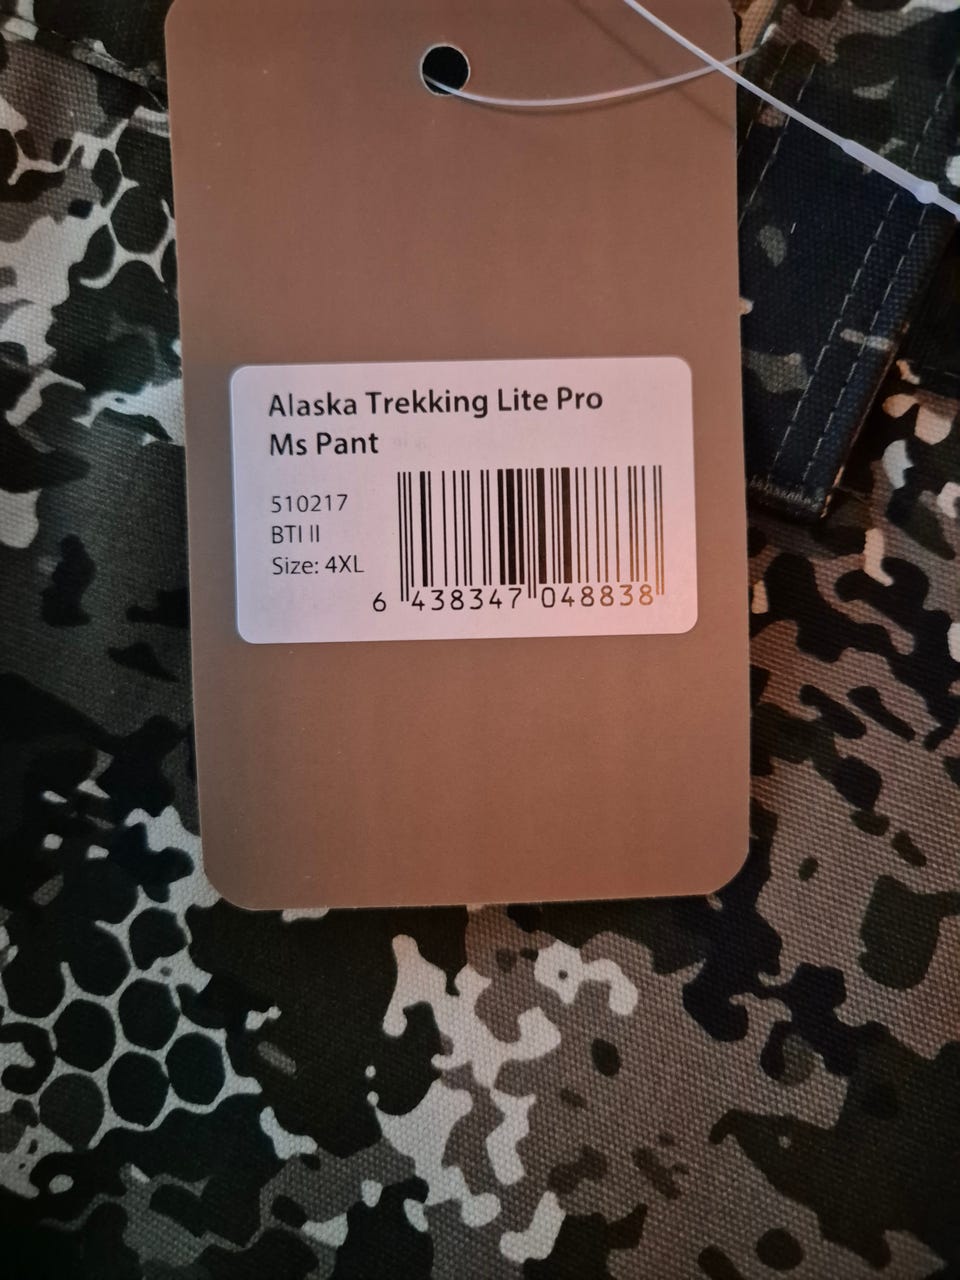 Alaska Trekking Lite Pro
Ms Pant
510217
BTI II
Size: 4XL
6 438347 048838